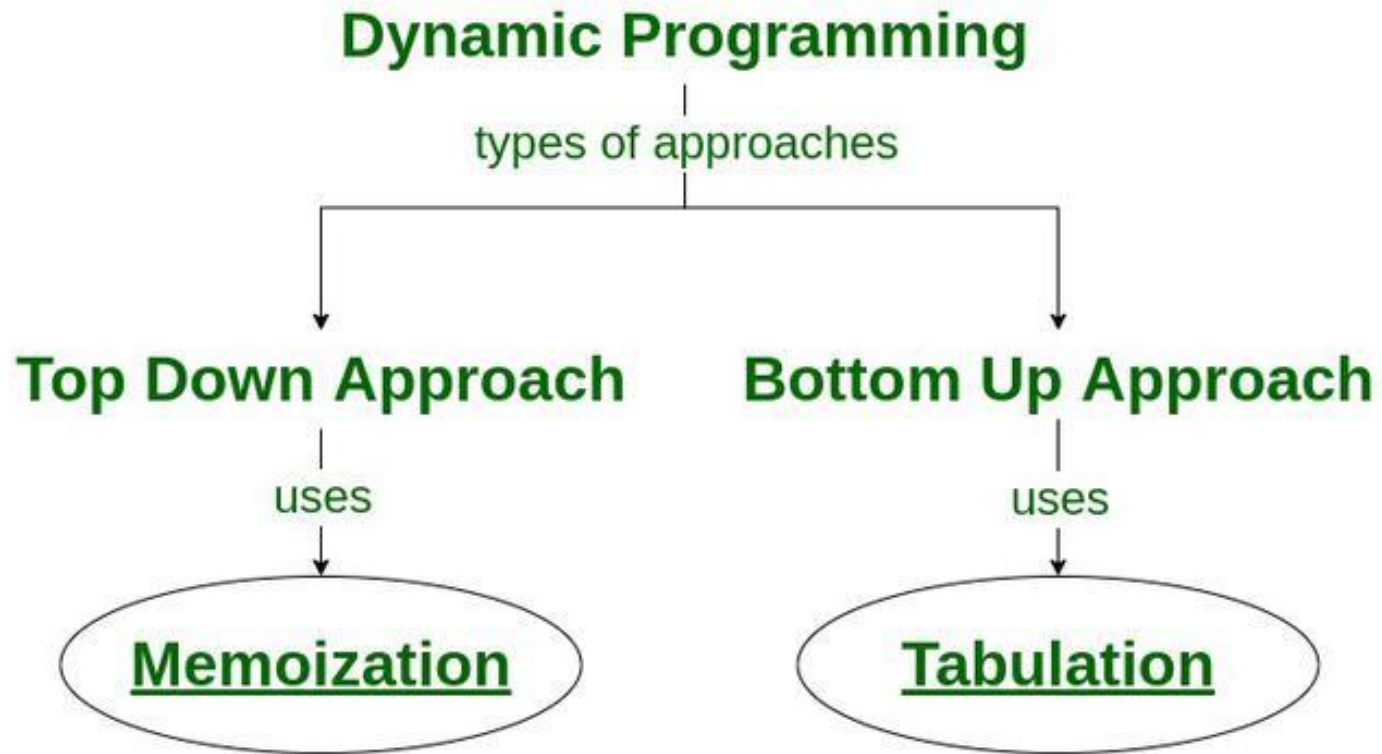 Dynamic Programming
types of approaches
Top Down Approach
Bottom Up Approach
uses
uses
Memoization
Tabulation